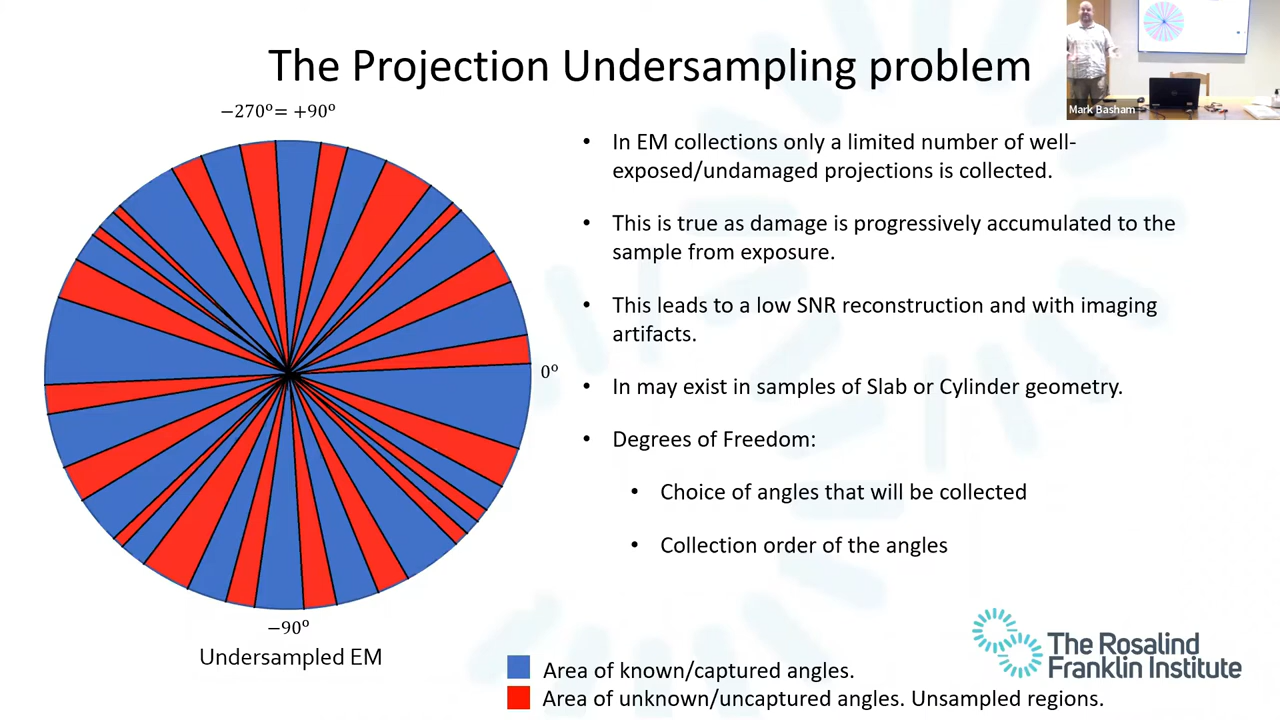 The Projection Undersampling problem
Mark Basham
−270º= +90º
0º
−90º
Undersampled EM
• In EM collections only a limited number of well-
exposed/undamaged projections is collected.
• This is true as damage is progressively accumulated to the
sample from exposure.
• This leads to a low SNR reconstruction and with imaging
artifacts.
• In may exist in samples of Slab or Cylinder geometry.
• Degrees of Freedom:
• Choice of angles that will be collected
• Collection order of the angles
The Rosalind
Franklin Institute
Area of known/captured angles.
Area of unknown/uncaptured angles. Unsampled regions.